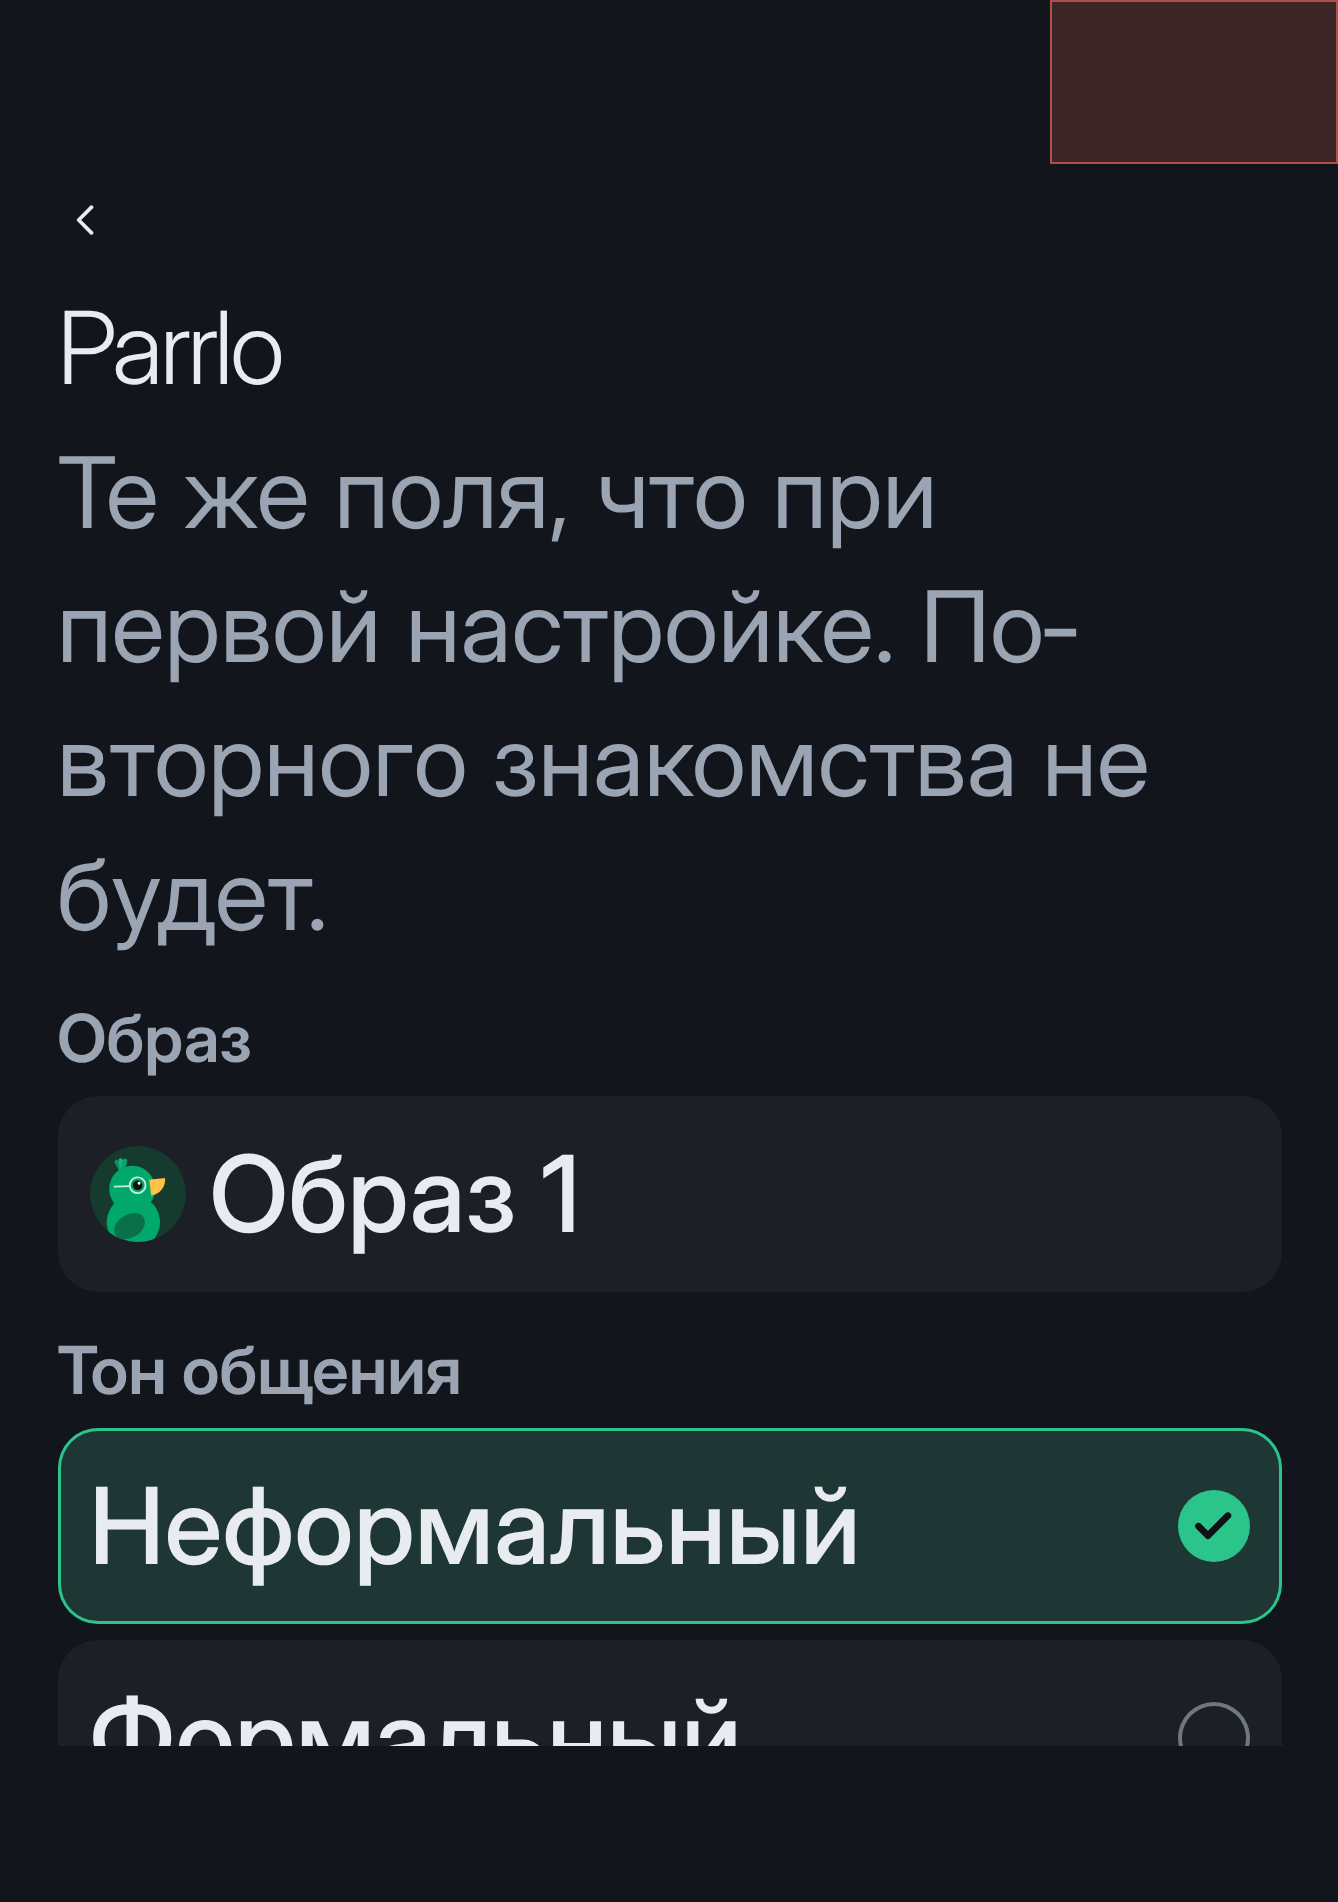 Parrlo
Те же поля, что при
первой настройке. По-
вторного знакомства не
будет.
Образ
Образ 1
Тон общения
Неформальный
Формальный